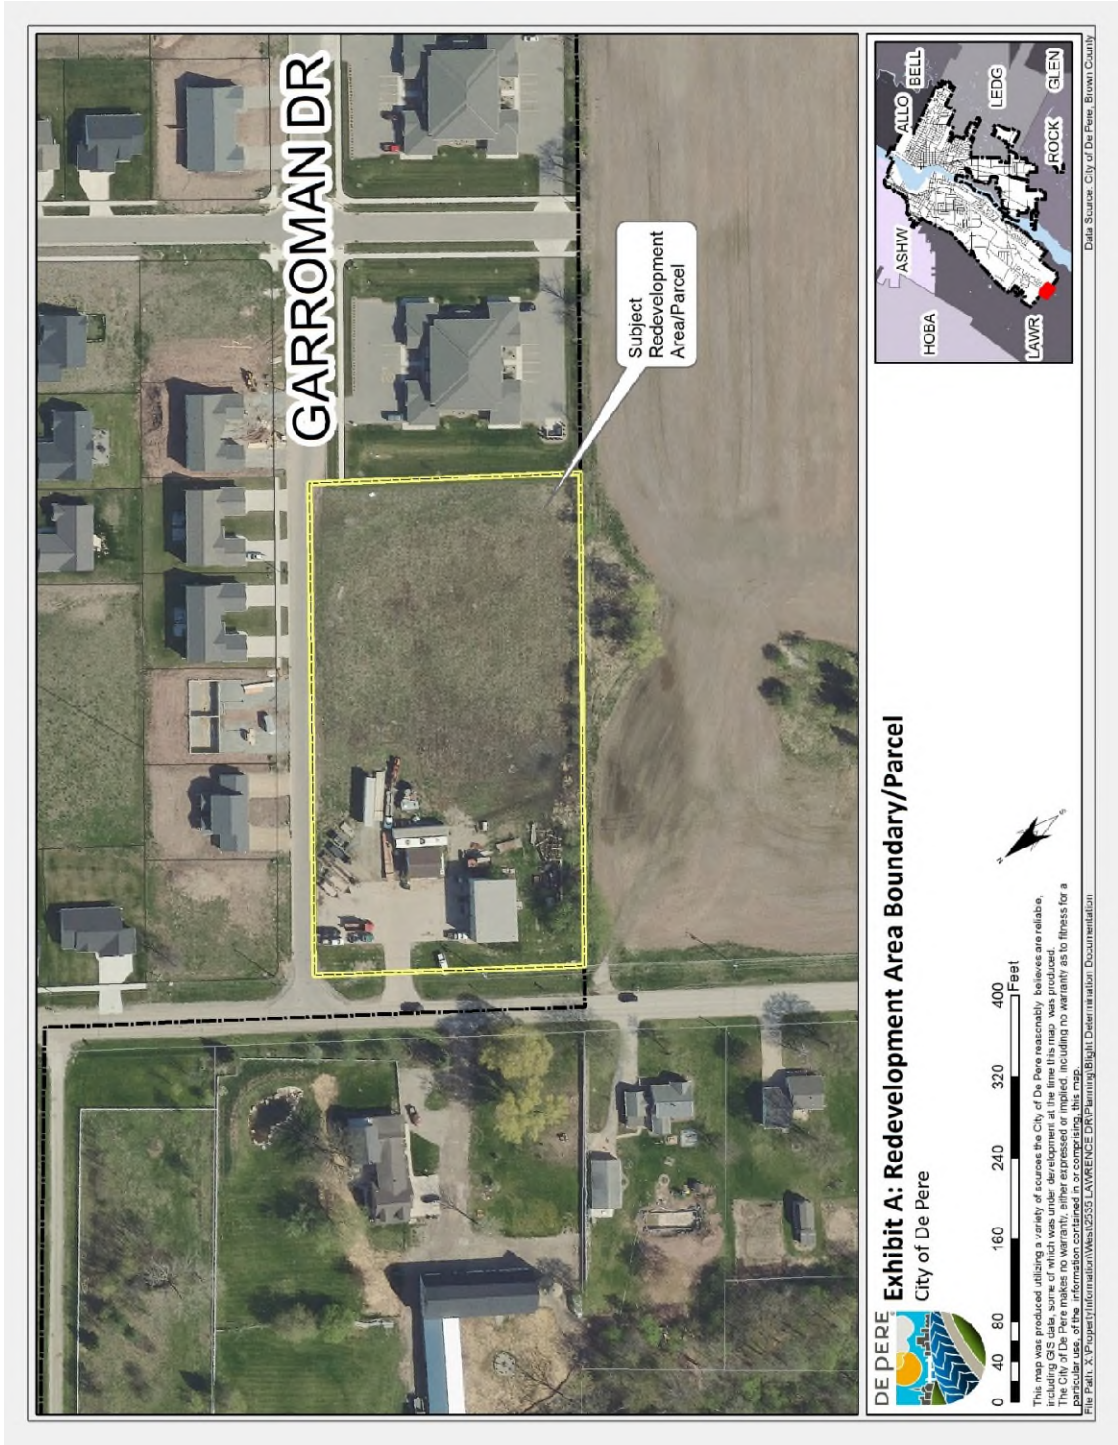 GARROMAN DR
Subject
Redevelopment
Area/Parcel
DE PERE
Exhibit A: Redevelopment Area Boundary/Parcel
City of De Pere
0 40 80 160 240 320 400
Feet
N
S
This map was produced utilizing a variety of sources the City of De Pere reasonably believes are reliable,
including GIS data, some of which was under development at the time this map was produced.
The City of De Pere makes no warranty, either expressed or implied, including no warranty as to fitness for a
particular use, of the information contained in or comprising, this map.
File Path: X:\PropertyInformation\West\2535 LAWRENCE DR\Planning\Blight Determination Documentation
HOBA
ASHW
ALLO
BELL
LEDG
GLEN
ROCK
LAWR
Data Source: City of De Pere, Brown County